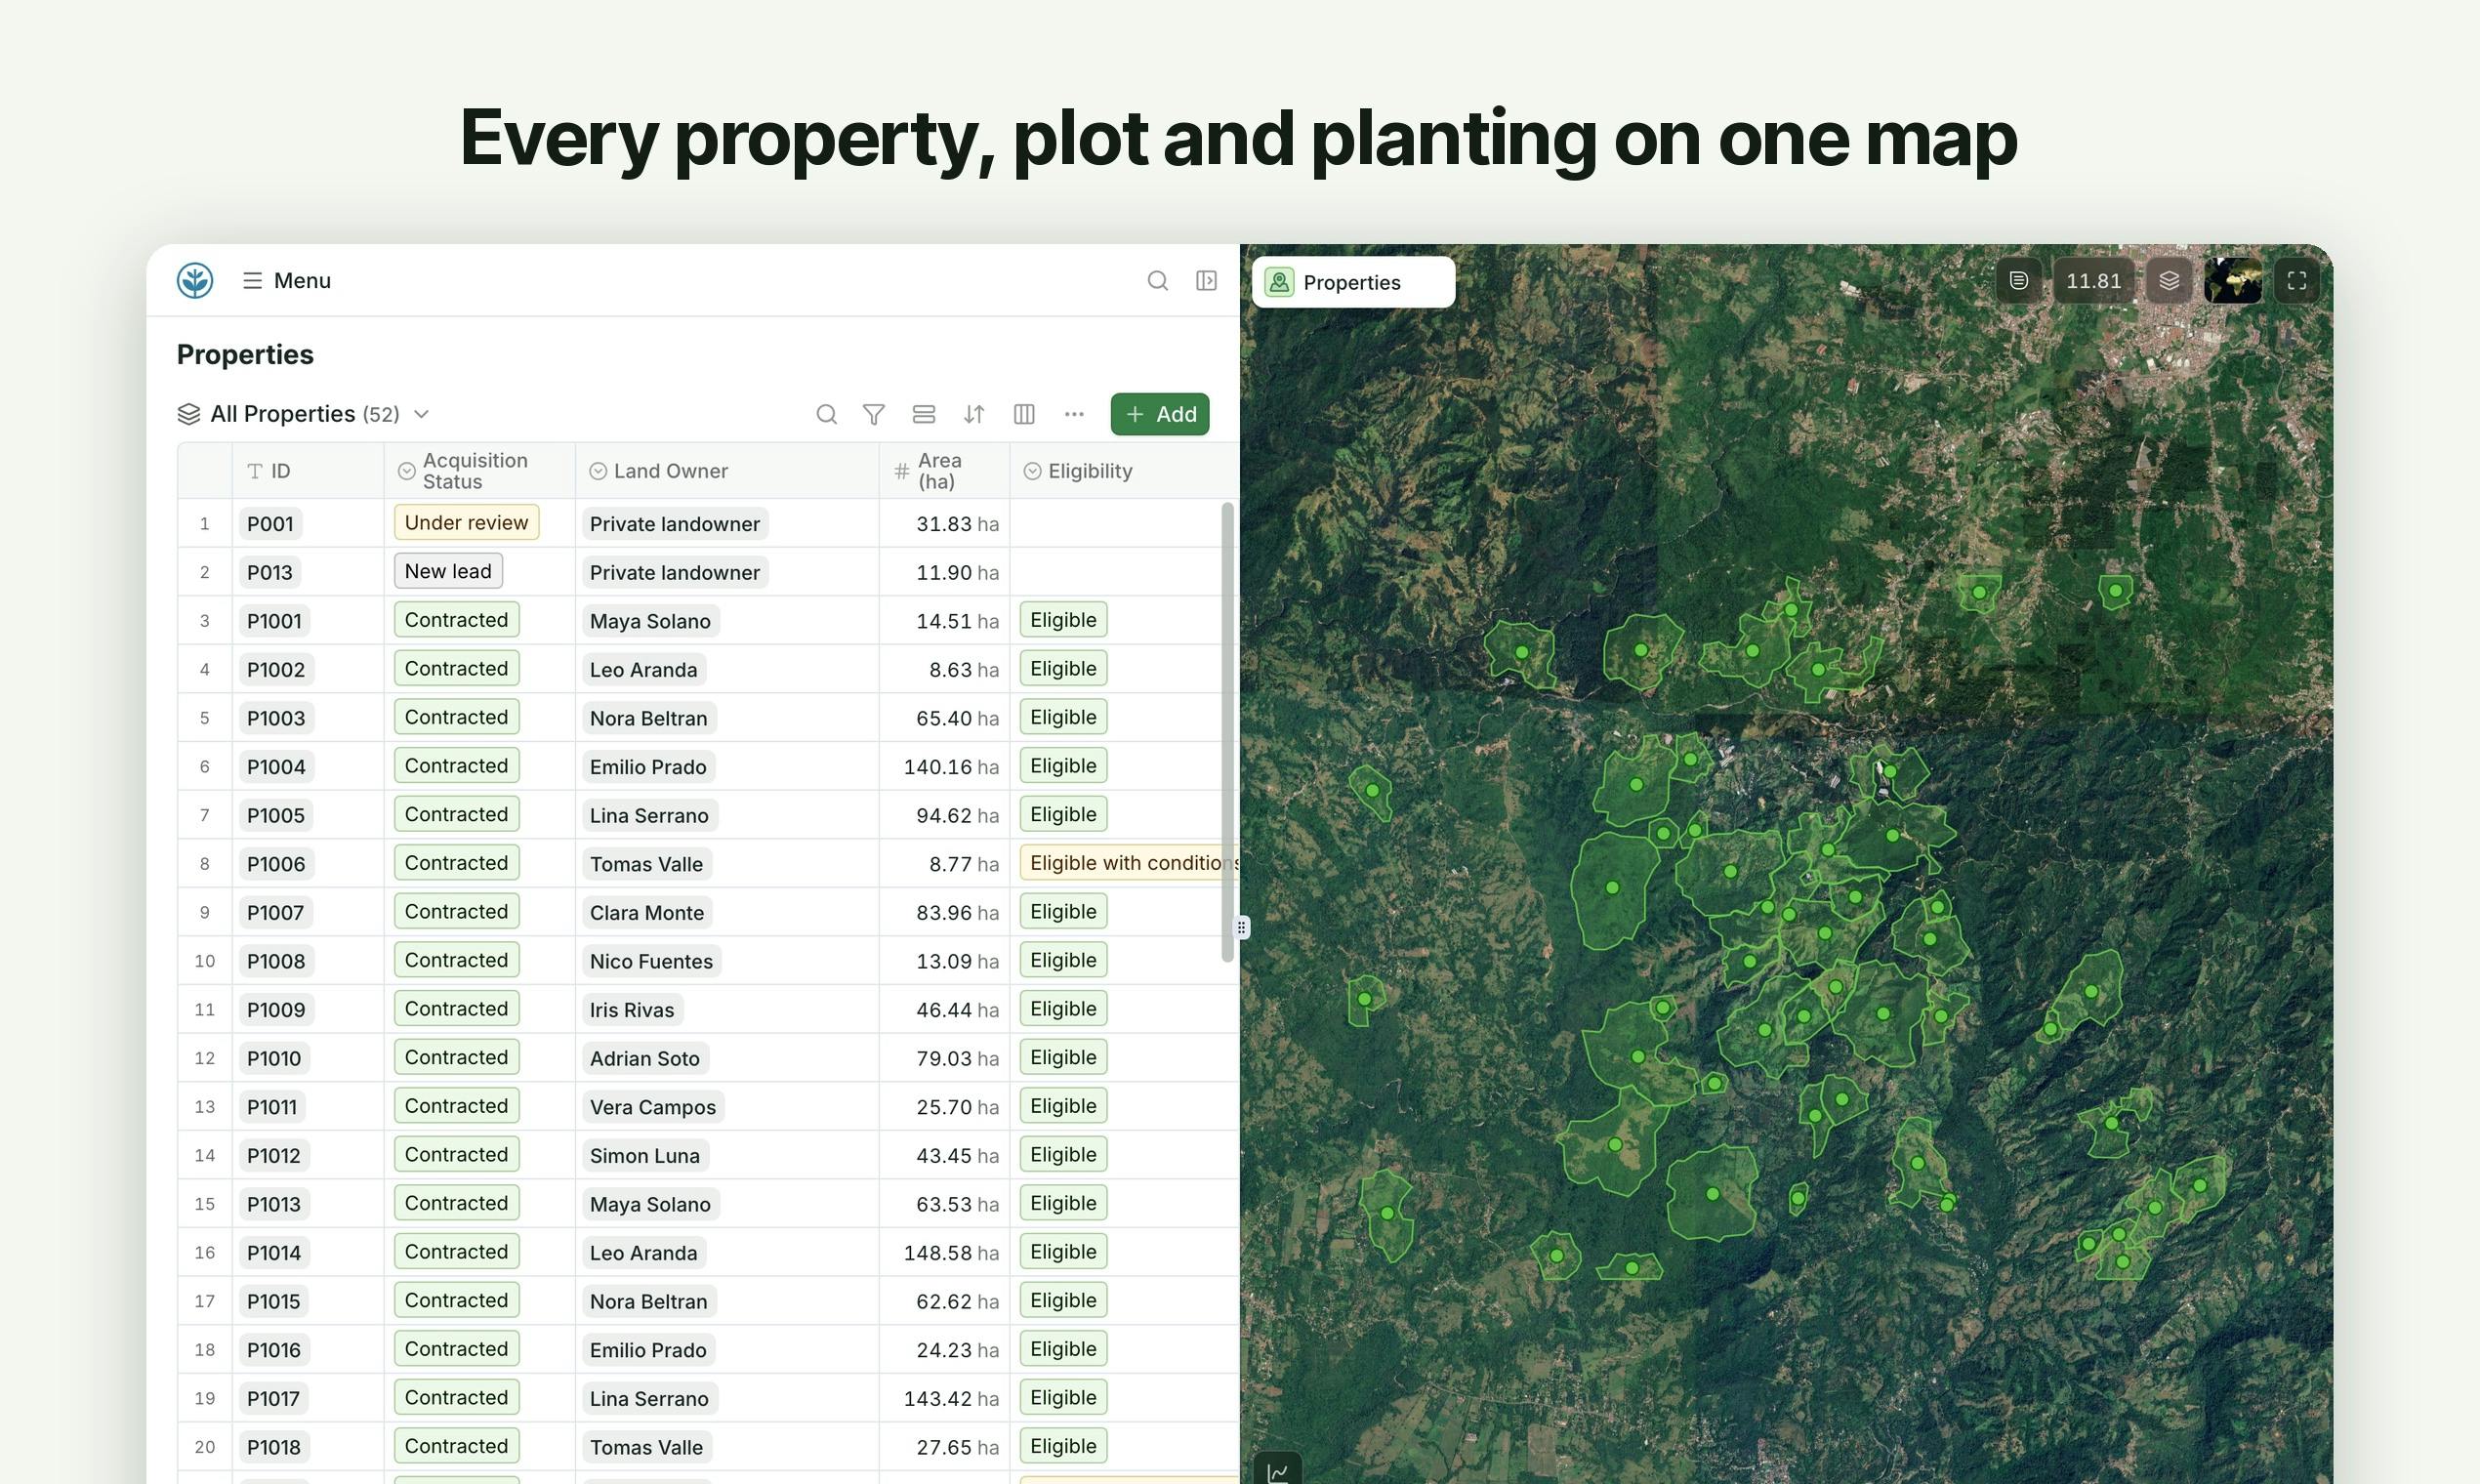 Every property, plot and planting on one map
Menu
Properties
All Properties (52)
Add
ID Acquisition Status Land Owner Area (ha) Eligibility
1 P001 Under review Private landowner 31.83 ha
2 P013 New lead Private landowner 11.90 ha
3 P1001 Contracted Maya Solano 14.51 ha Eligible
4 P1002 Contracted Leo Aranda 8.63 ha Eligible
5 P1003 Contracted Nora Beltran 65.40 ha Eligible
6 P1004 Contracted Emilio Prado 140.16 ha Eligible
7 P1005 Contracted Lina Serrano 94.62 ha Eligible
8 P1006 Contracted Tomas Valle 8.77 ha Eligible with conditions
9 P1007 Contracted Clara Monte 83.96 ha Eligible
10 P1008 Contracted Nico Fuentes 13.09 ha Eligible
11 P1009 Contracted Iris Rivas 46.44 ha Eligible
12 P1010 Contracted Adrian Soto 79.03 ha Eligible
13 P1011 Contracted Vera Campos 25.70 ha Eligible
14 P1012 Contracted Simon Luna 43.45 ha Eligible
15 P1013 Contracted Maya Solano 63.53 ha Eligible
16 P1014 Contracted Leo Aranda 148.58 ha Eligible
17 P1015 Contracted Nora Beltran 62.62 ha Eligible
18 P1016 Contracted Emilio Prado 24.23 ha Eligible
19 P1017 Contracted Lina Serrano 143.42 ha Eligible
20 P1018 Contracted Tomas Valle 27.65 ha Eligible
Properties
11.81